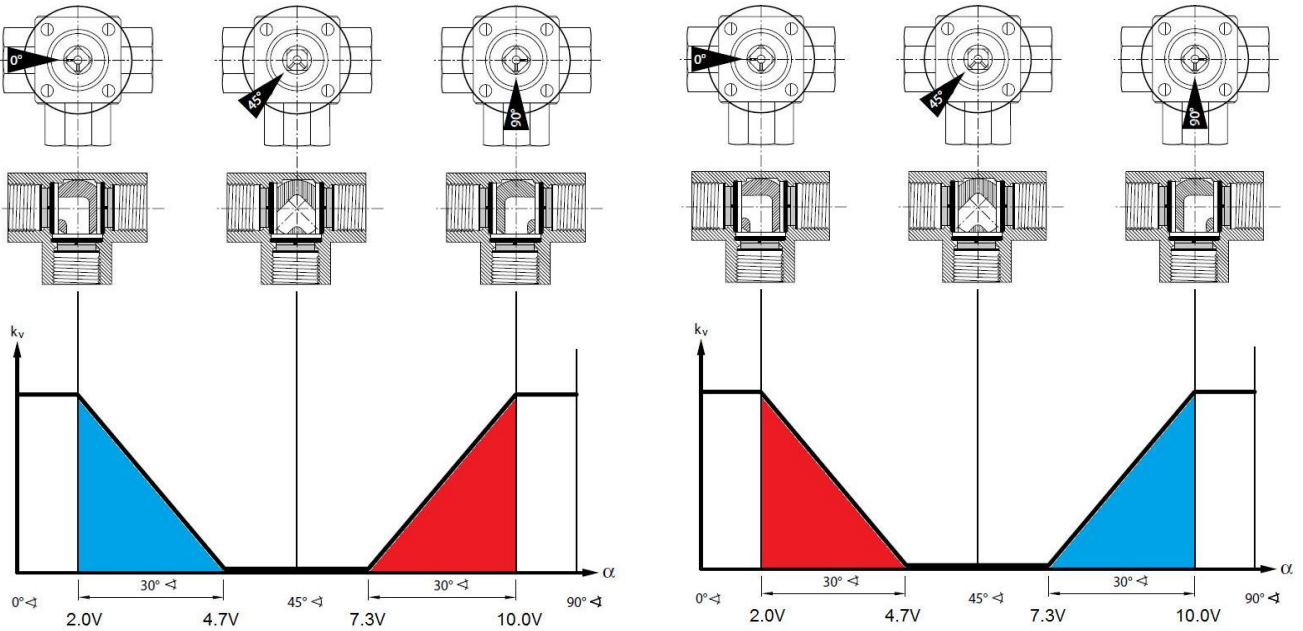 0° 45° 90° 0° 45° 90°
kv kv
α α
0°∢ 30° ∢ 45° ∢ 30° ∢ 90°∢ 0°∢ 30° ∢ 45° ∢ 30° ∢ 90°∢
2.0V 4.7V 7.3V 10.0V 2.0V 4.7V 7.3V 10.0V